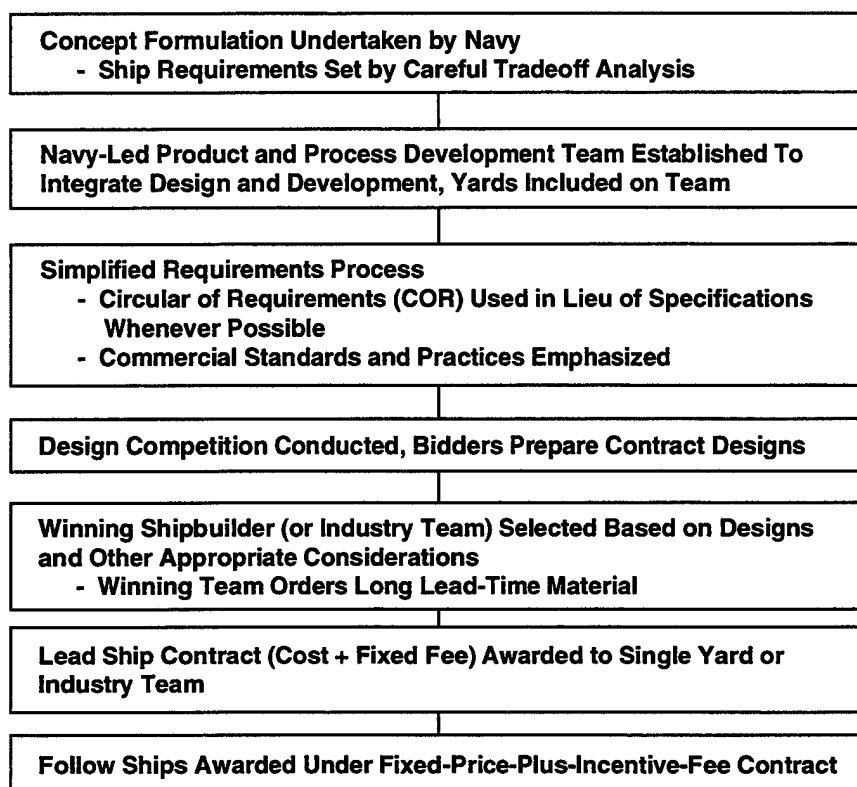 Concept Formulation Undertaken by Navy
- Ship Requirements Set by Careful Tradeoff Analysis
Navy-Led Product and Process Development Team Established To
Integrate Design and Development, Yards Included on Team
Simplified Requirements Process
- Circular of Requirements (COR) Used in Lieu of Specifications
Whenever Possible
- Commercial Standards and Practices Emphasized
Design Competition Conducted, Bidders Prepare Contract Designs
Winning Shipbuilder (or Industry Team) Selected Based on Designs
and Other Appropriate Considerations
- Winning Team Orders Long Lead-Time Material
Lead Ship Contract (Cost + Fixed Fee) Awarded to Single Yard or
Industry Team
Follow Ships Awarded Under Fixed-Price-Plus-Incentive-Fee Contract